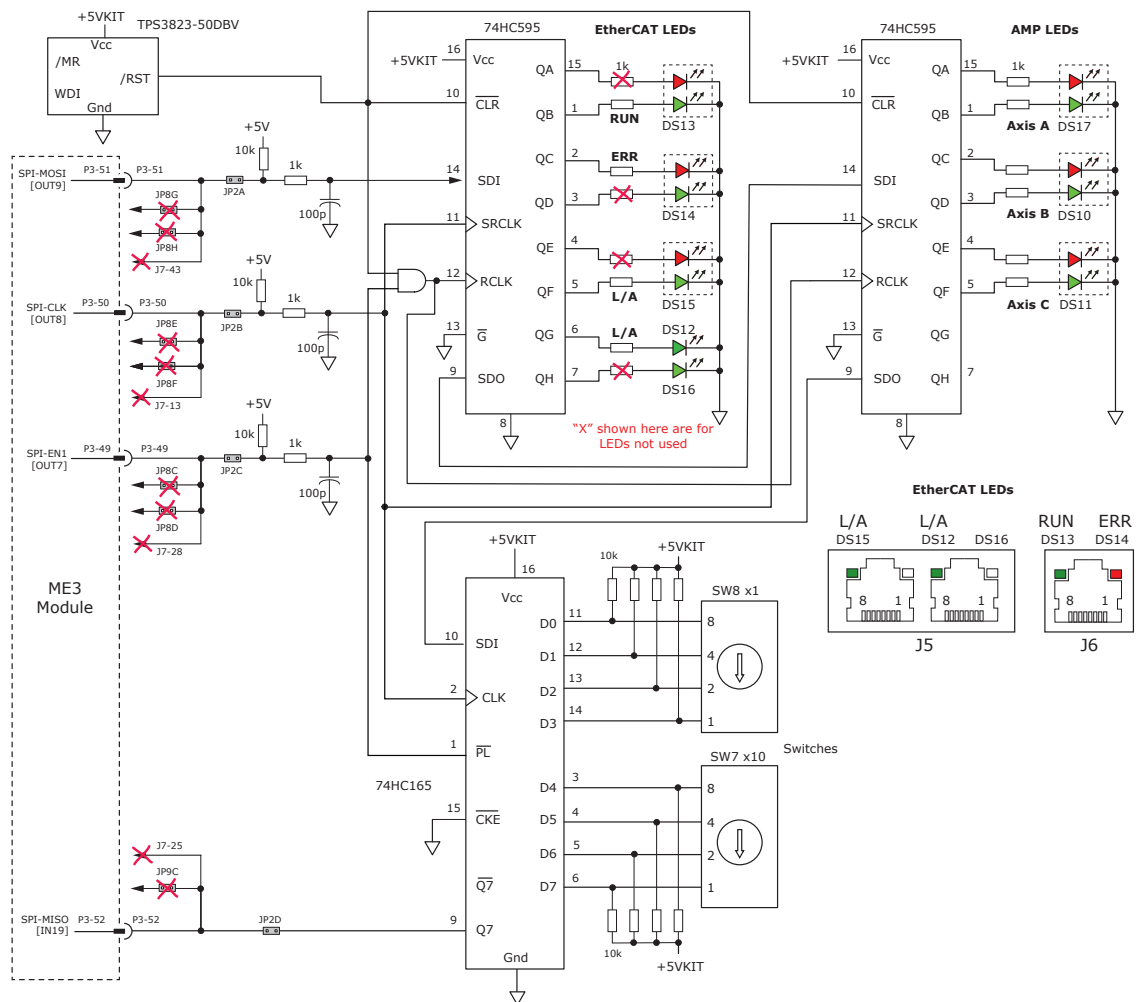 +5VKIT
TPS3823-50DBV
Vcc
/MR
/RST
WDI
Gnd
SPI-MOSI
[OUT9]
P3-51
P3-51
JP8G
JP8H
J7-43
JP2A
+5V
10k
1k
100p
SPI-CLK
[OUT8]
P3-50
P3-50
JP8E
JP8F
J7-13
JP2B
+5V
10k
1k
100p
SPI-EN1
[OUT7]
P3-49
P3-49
JP8C
JP8D
J7-28
JP2C
+5V
10k
1k
100p
ME3
Module
J7-25
JP9C
SPI-MISO
[IN19]
P3-52
P3-52
JP2D
74HC595
EtherCAT LEDs
+5VKIT
16
Vcc
10
CLR
14
SDI
11
SRCLK
12
RCLK
13
G
9
SDO
8
QA
15
1k
QB
1
RUN
DS13
QC
2
ERR
QD
3
DS14
QE
4
QF
5
L/A
DS15
QG
6
L/A
DS12
QH
7
DS16
"X" shown here are for
LEDs not used
74HC595
AMP LEDs
+5VKIT
16
Vcc
10
CLR
14
SDI
11
SRCLK
12
RCLK
13
G
9
SDO
8
QA
15
1k
QB
1
Axis A
DS17
QC
2
QD
3
Axis B
DS10
QE
4
QF
5
Axis C
DS11
QG
QH
7
EtherCAT LEDs
L/A
L/A
RUN
ERR
DS15
DS12
DS16
DS13
DS14
8
1
8
1
8
1
J5
J6
+5VKIT
16
Vcc
10
SDI
2
CLK
1
PL
74HC165
15
CKE
Q7
9
Q7
Gnd
D0
11
D1
12
D2
13
D3
14
D4
3
D5
4
D6
5
D7
6
10k
+5VKIT
SW8 x1
8
4
2
1
Switches
SW7 x10
8
4
2
1
10k
+5VKIT